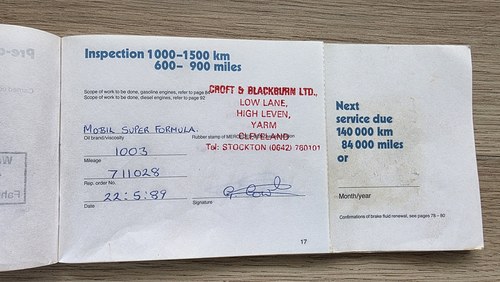 Inspection 1000-1500 km
600- 900 miles
Scope of work to be done, gasoline engines, refer to page
Scope of work to be done, diesel engines, refer to page 92
CROFT & BLACKBURN LTD.,
LOW LANE,
HIGH LEVEN,
YARM
CLEVELAND
Tel: STOCKTON (0642) 760101
MOBIL SUPER FORMULA.
Oil brand/viscosity
Rubber stamp of
1003
Mileage
711028
Rep. order No.
22:5:89
Date
Signature
17
Next
service due
140 000 km
84 000 miles
or
Month/year
Confirmations of brake fluid renewal, see pages 78 - 80